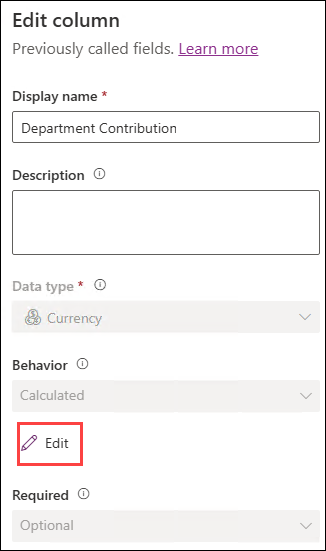 Edit column
Previously called fields. Learn more
Display name *
Department Contribution
Description
Data type *
Currency
Behavior
Calculated
Edit
Required
Optional